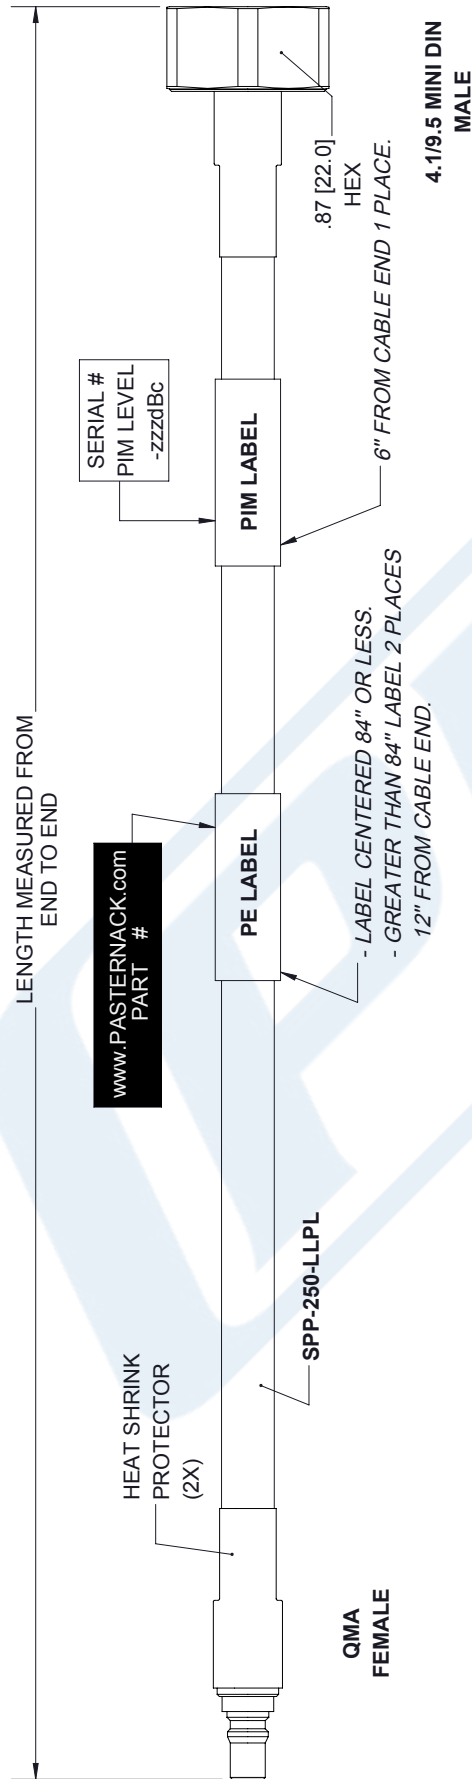 LENGTH MEASURED FROM
END TO END
HEAT SHRINK
PROTECTOR
(2X)
www.PASTERNACK.com
PART #
SERIAL #
PIM LEVEL
-zzzdBc
PE LABEL
PIM LABEL
QMA
FEMALE
SPP-250-LLPL
- LABEL CENTERED 84" OR LESS.
- GREATER THAN 84" LABEL 2 PLACES
12" FROM CABLE END.
6" FROM CABLE END 1 PLACE.
.87 [22.0]
HEX
4.1/9.5 MINI DIN
MALE